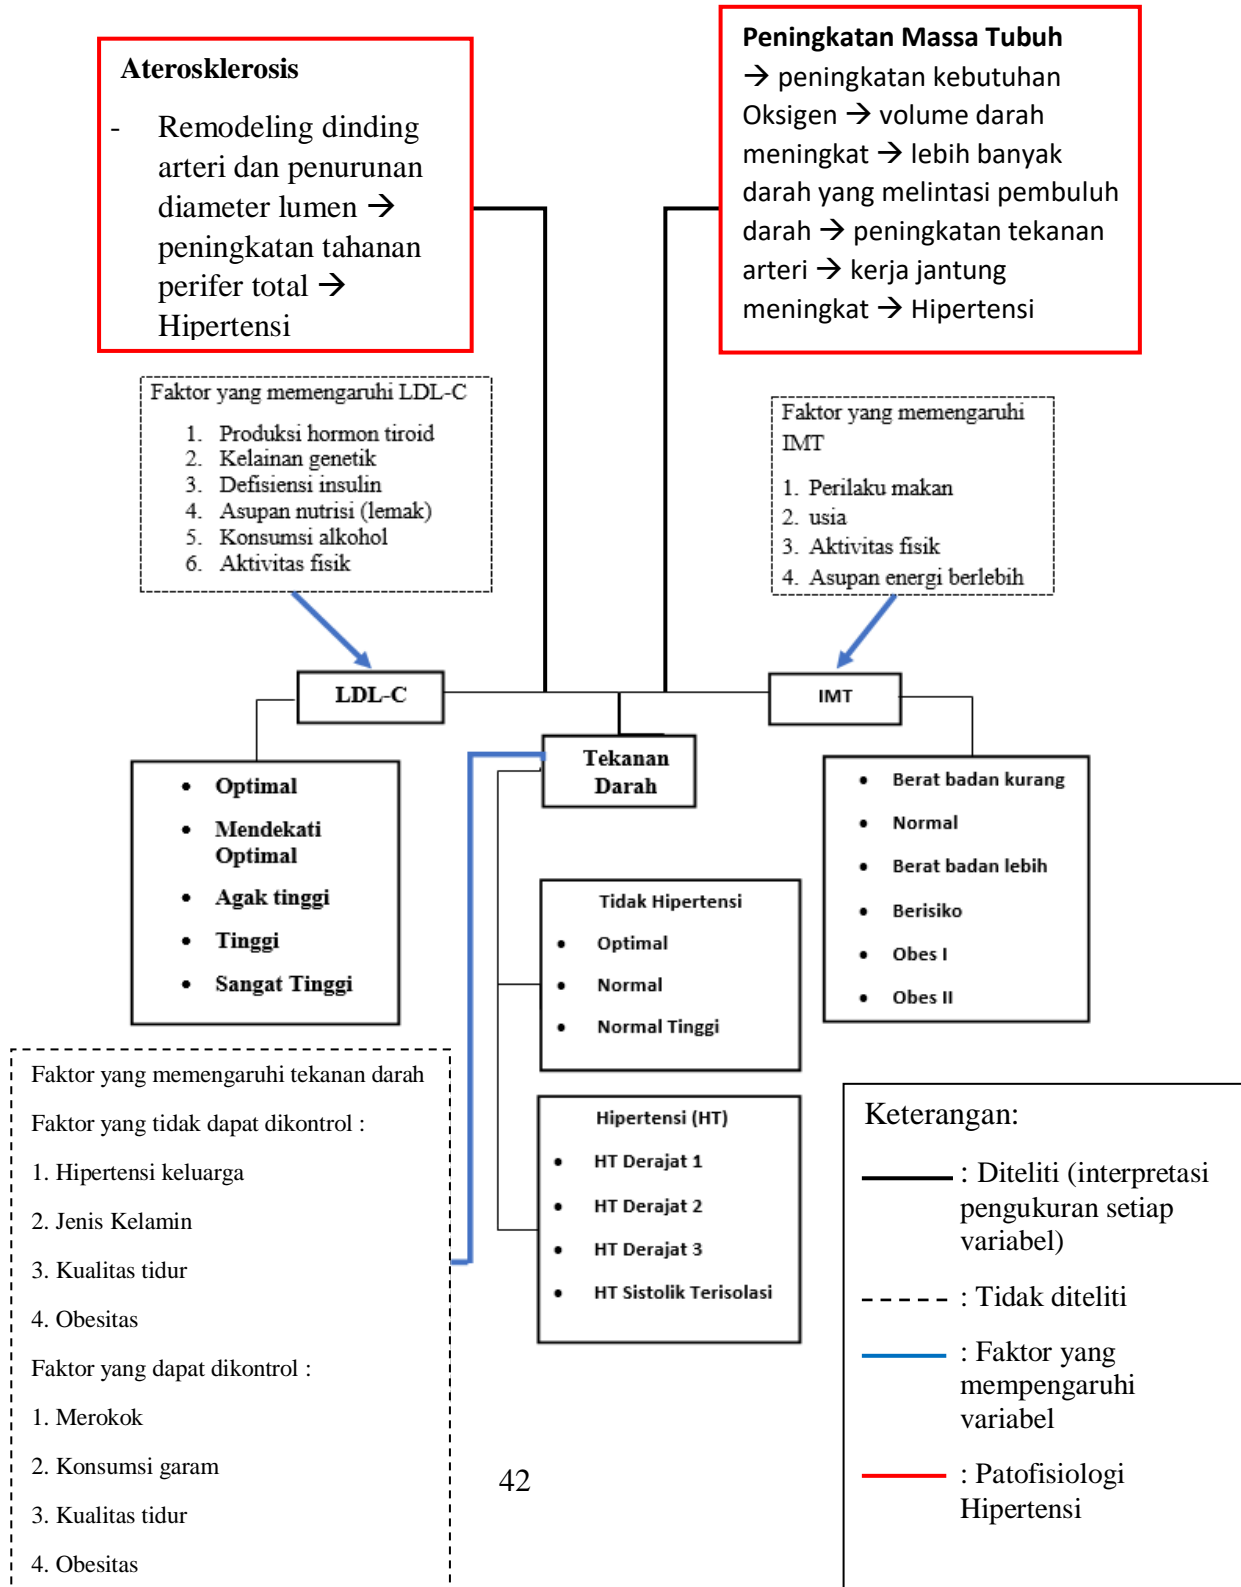 Aterosklerosis
- Remodeling dinding
arteri dan penurunan
diameter lumen →
peningkatan tahanan
perifer total →
Hipertensi
Peningkatan Massa Tubuh
→ peningkatan kebutuhan
Oksigen → volume darah
meningkat → lebih banyak
darah yang melintasi pembuluh
darah → peningkatan tekanan
arteri → kerja jantung
meningkat → Hipertensi
Faktor yang memengaruhi LDL-C
1. Produksi hormon tiroid
2. Kelainan genetik
3. Defisiensi insulin
4. Asupan nutrisi (lemak)
5. Konsumsi alkohol
6. Aktivitas fisik
Faktor yang memengaruhi
IMT
1. Perilaku makan
2. usia
3. Aktivitas fisik
4. Asupan energi berlebih
LDL-C
IMT
Tekanan
Darah
• Optimal
• Mendekati
Optimal
• Agak tinggi
• Tinggi
• Sangat Tinggi
• Berat badan kurang
• Normal
• Berat badan lebih
• Berisiko
• Obes I
• Obes II
Tidak Hipertensi
• Optimal
• Normal
• Normal Tinggi
Hipertensi (HT)
• HT Derajat 1
• HT Derajat 2
• HT Derajat 3
• HT Sistolik Terisolasi
Faktor yang memengaruhi tekanan darah
Faktor yang tidak dapat dikontrol :
1. Hipertensi keluarga
2. Jenis Kelamin
3. Kualitas tidur
4. Obesitas
Faktor yang dapat dikontrol :
1. Merokok
2. Konsumsi garam
3. Kualitas tidur
4. Obesitas
Keterangan:
: Diteliti (interpretasi
pengukuran setiap
variabel)
: Tidak diteliti
: Faktor yang
mempengaruhi
variabel
: Patofisiologi
Hipertensi
42